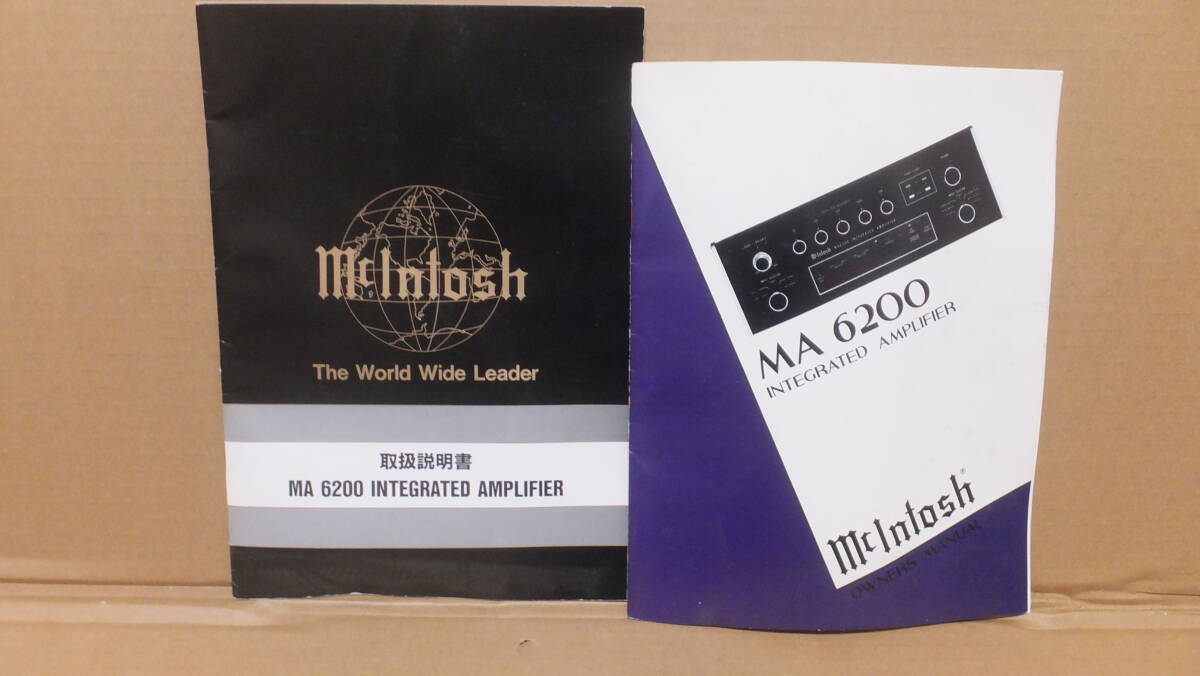 McIntosh
The World Wide Leader
取扱説明書
MA 6200 INTEGRATED AMPLIFIER
McIntosh
MA 6200
INTEGRATED AMPLIFIER
McIntosh®
OWNERS MANUAL